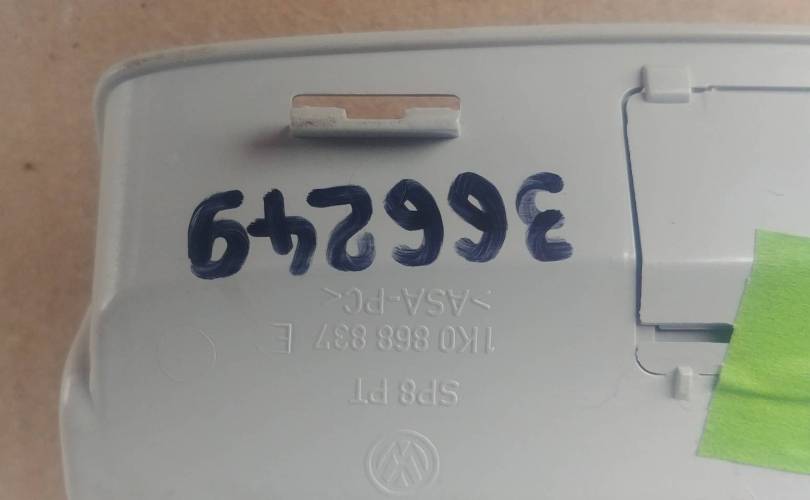 SP8 PT
1K0 868 837 E
>ASA-PC<
366249